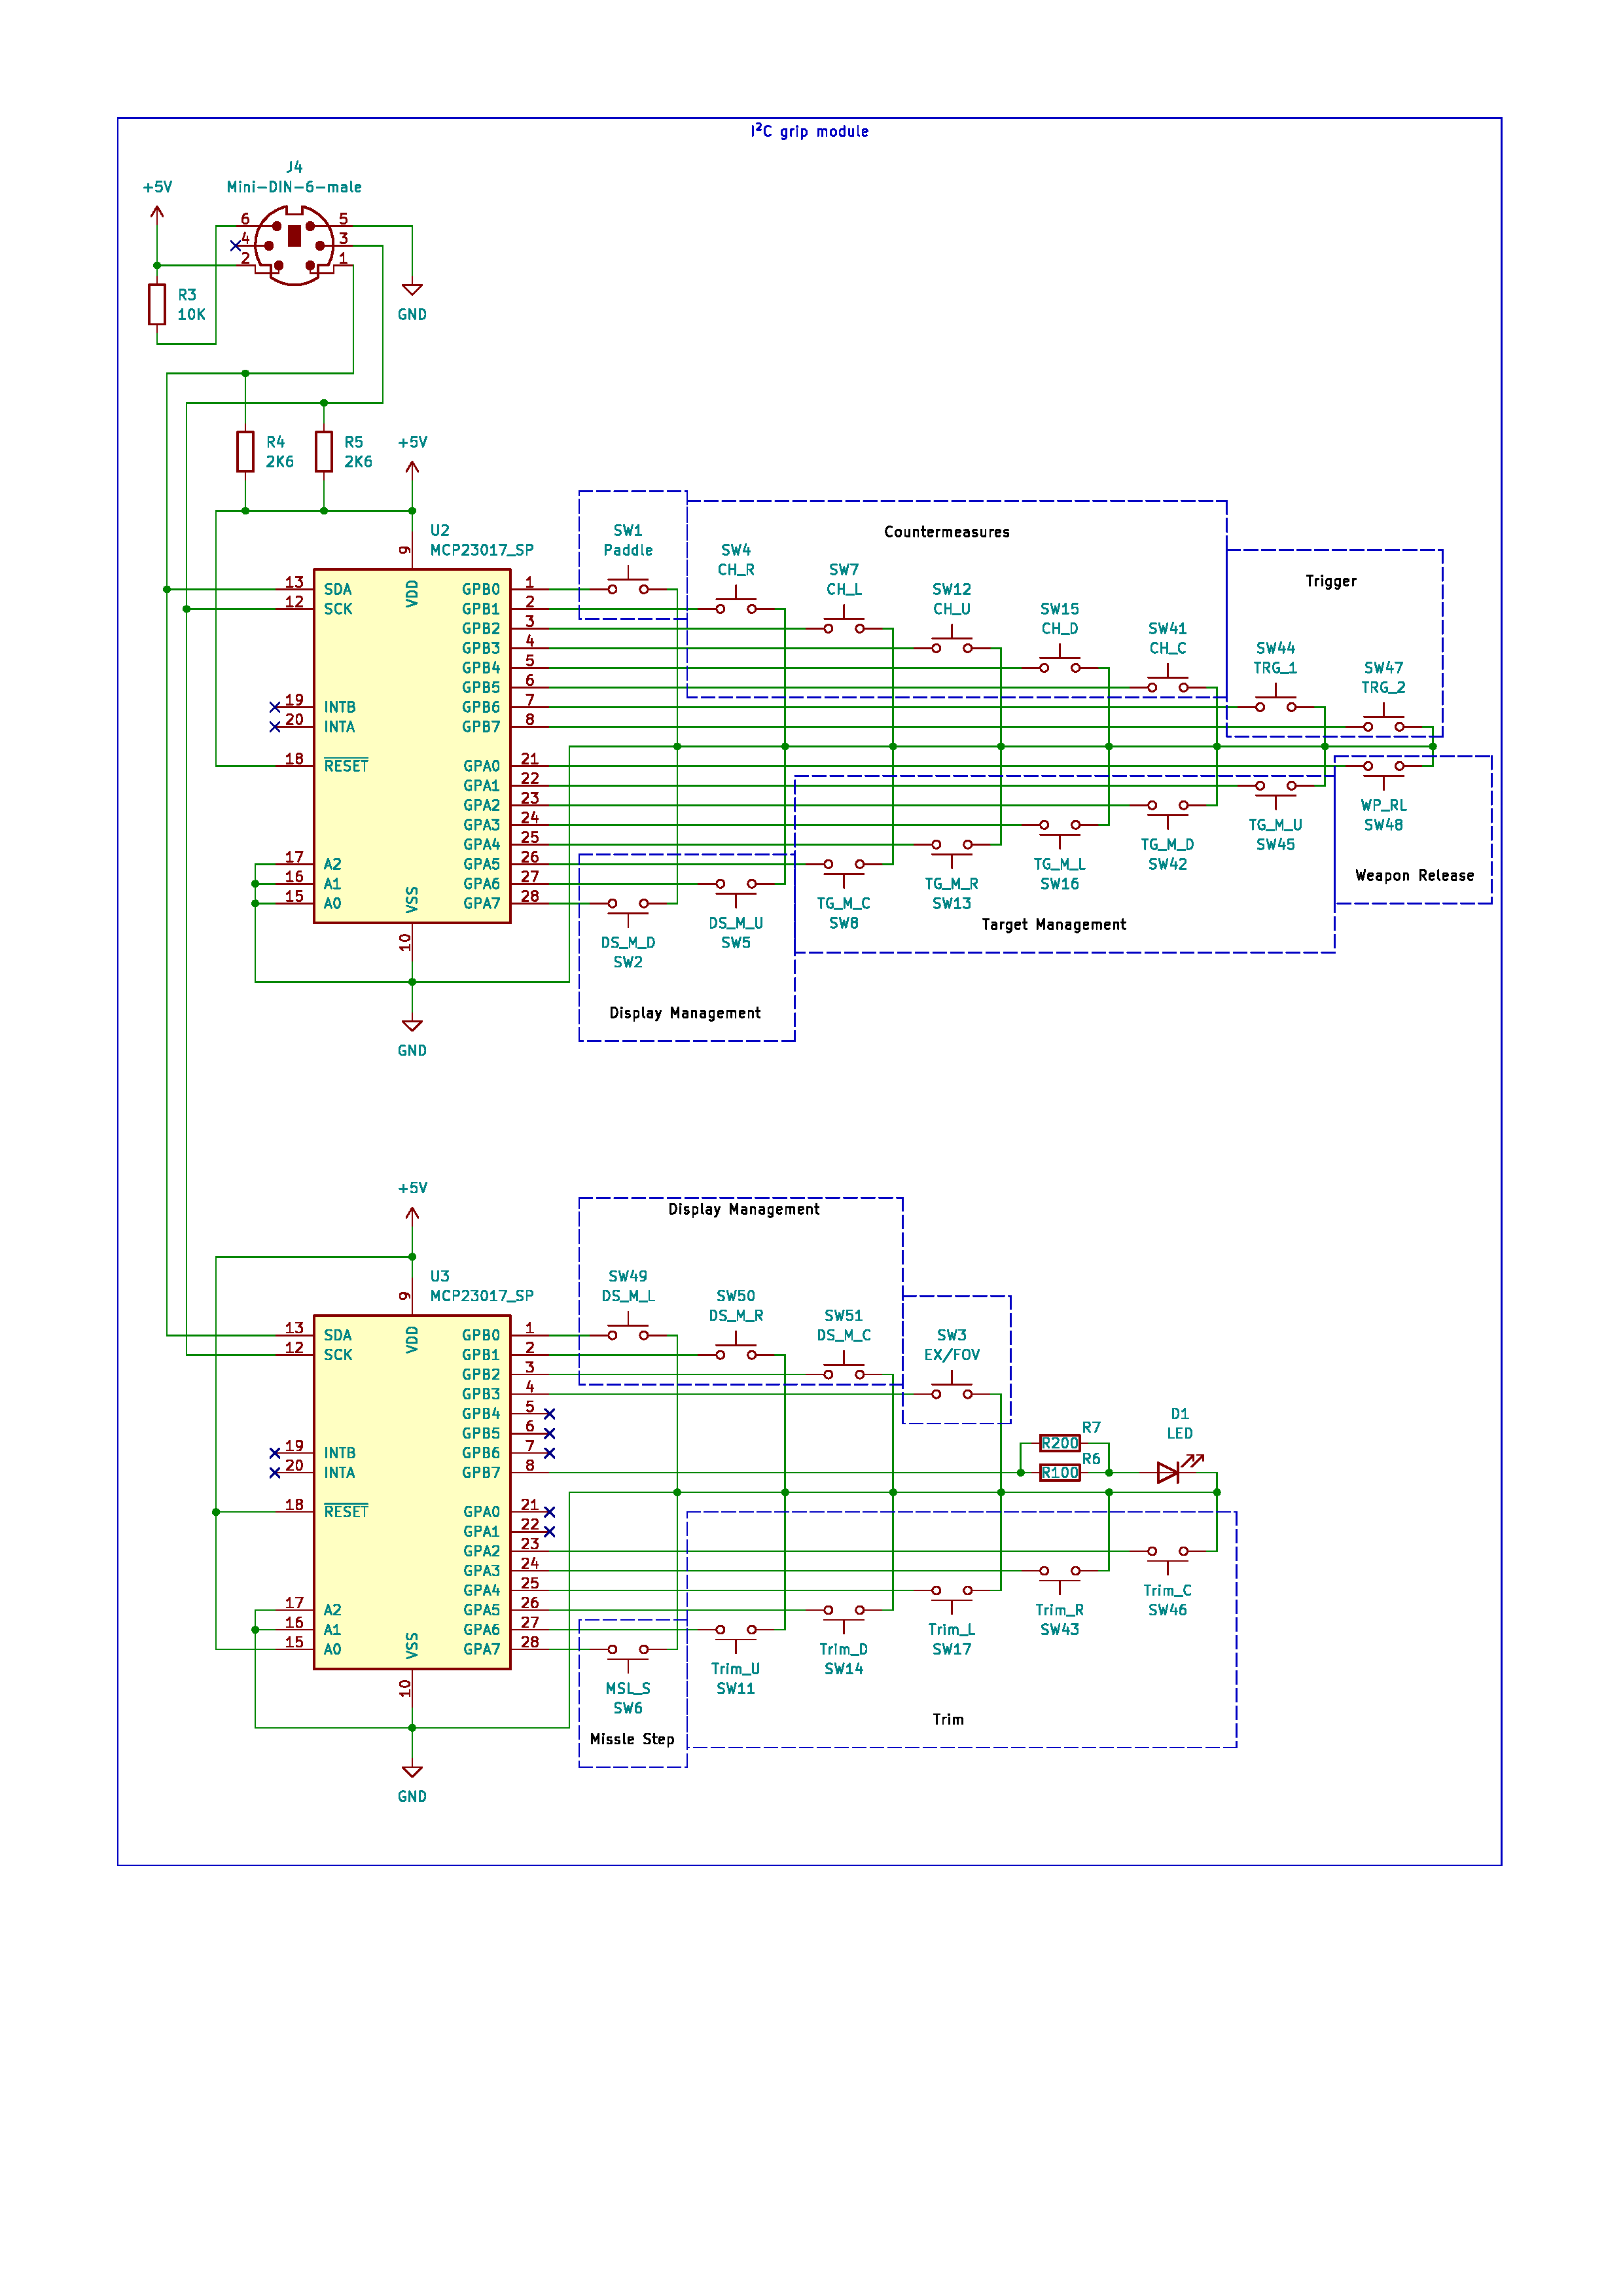 I²C grip module
J4
+5V
Mini-DIN-6-male
6
5
4
3
2
1
R3
10K
GND
R4
2K6
R5
2K6
+5V
U2
MCP23017_SP
9
VDD
13 SDA
12 SCK
19 INTB
20 INTA
18 RESET
17 A2
16 A1
15 A0
VSS
10
GND
GPB0 1
GPB1 2
GPB2 3
GPB3 4
GPB4 5
GPB5 6
GPB6 7
GPB7 8
GPA0 21
GPA1 22
GPA2 23
GPA3 24
GPA4 25
GPA5 26
GPA6 27
GPA7 28
SW1
Paddle
Countermeasures
SW4
CH_R
SW7
CH_L
SW12
CH_U
SW15
CH_D
SW41
CH_C
Trigger
SW44
TRG_1
SW47
TRG_2
WP_RL
SW48
Weapon Release
TG_M_U
SW45
TG_M_D
SW42
TG_M_L
SW16
TG_M_R
SW13
TG_M_C
SW8
Target Management
DS_M_U
SW5
DS_M_D
SW2
Display Management
+5V
U3
MCP23017_SP
9
VDD
13 SDA
12 SCK
19 INTB
20 INTA
18 RESET
17 A2
16 A1
15 A0
VSS
10
GND
GPB0 1
GPB1 2
GPB2 3
GPB3 4
GPB4 5
GPB5 6
GPB6 7
GPB7 8
GPA0 21
GPA1 22
GPA2 23
GPA3 24
GPA4 25
GPA5 26
GPA6 27
GPA7 28
Display Management
SW49
DS_M_L
SW50
DS_M_R
SW51
DS_M_C
SW3
EX/FOV
R7
R200
R6
R100
D1
LED
Trim_C
SW46
Trim_R
SW43
Trim_L
SW17
Trim_D
SW14
Trim_U
SW11
Trim
MSL_S
SW6
Missle Step